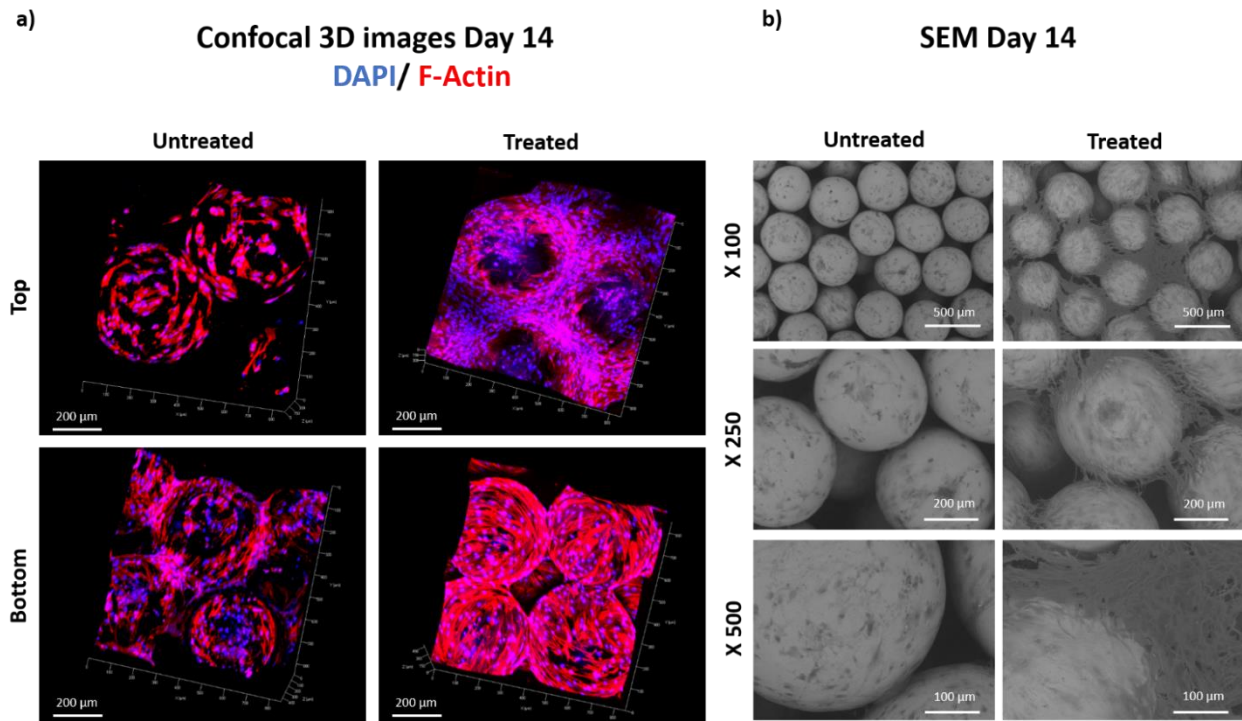 a)
Confocal 3D images Day 14
DAPI/ F-Actin
Untreated
Treated
Top
200 µm
200 µm
Bottom
200 µm
200 µm
b)
SEM Day 14
Untreated
Treated
X 100
500 µm
500 µm
X 250
200 µm
200 µm
X 500
100 µm
100 µm